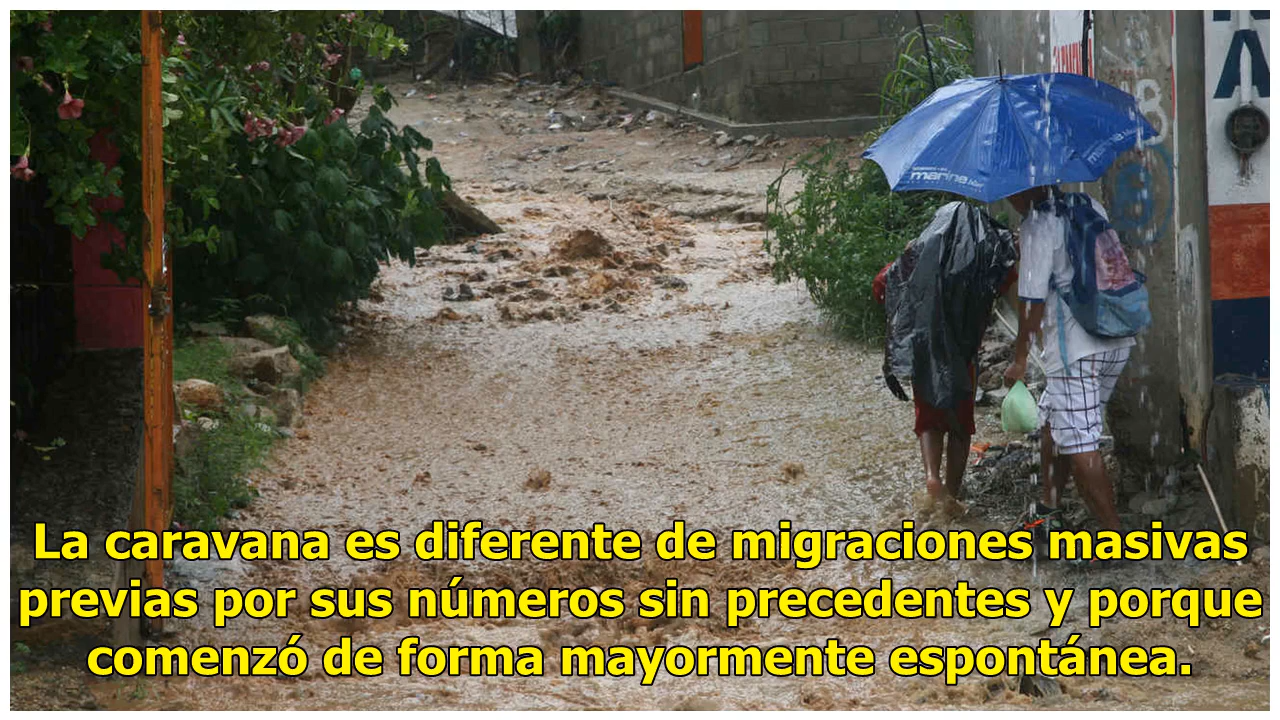 marine
La caravana es diferente de migraciones masivas
previas por sus números sin precedentes y porque
comenzó de forma mayormente espontánea.